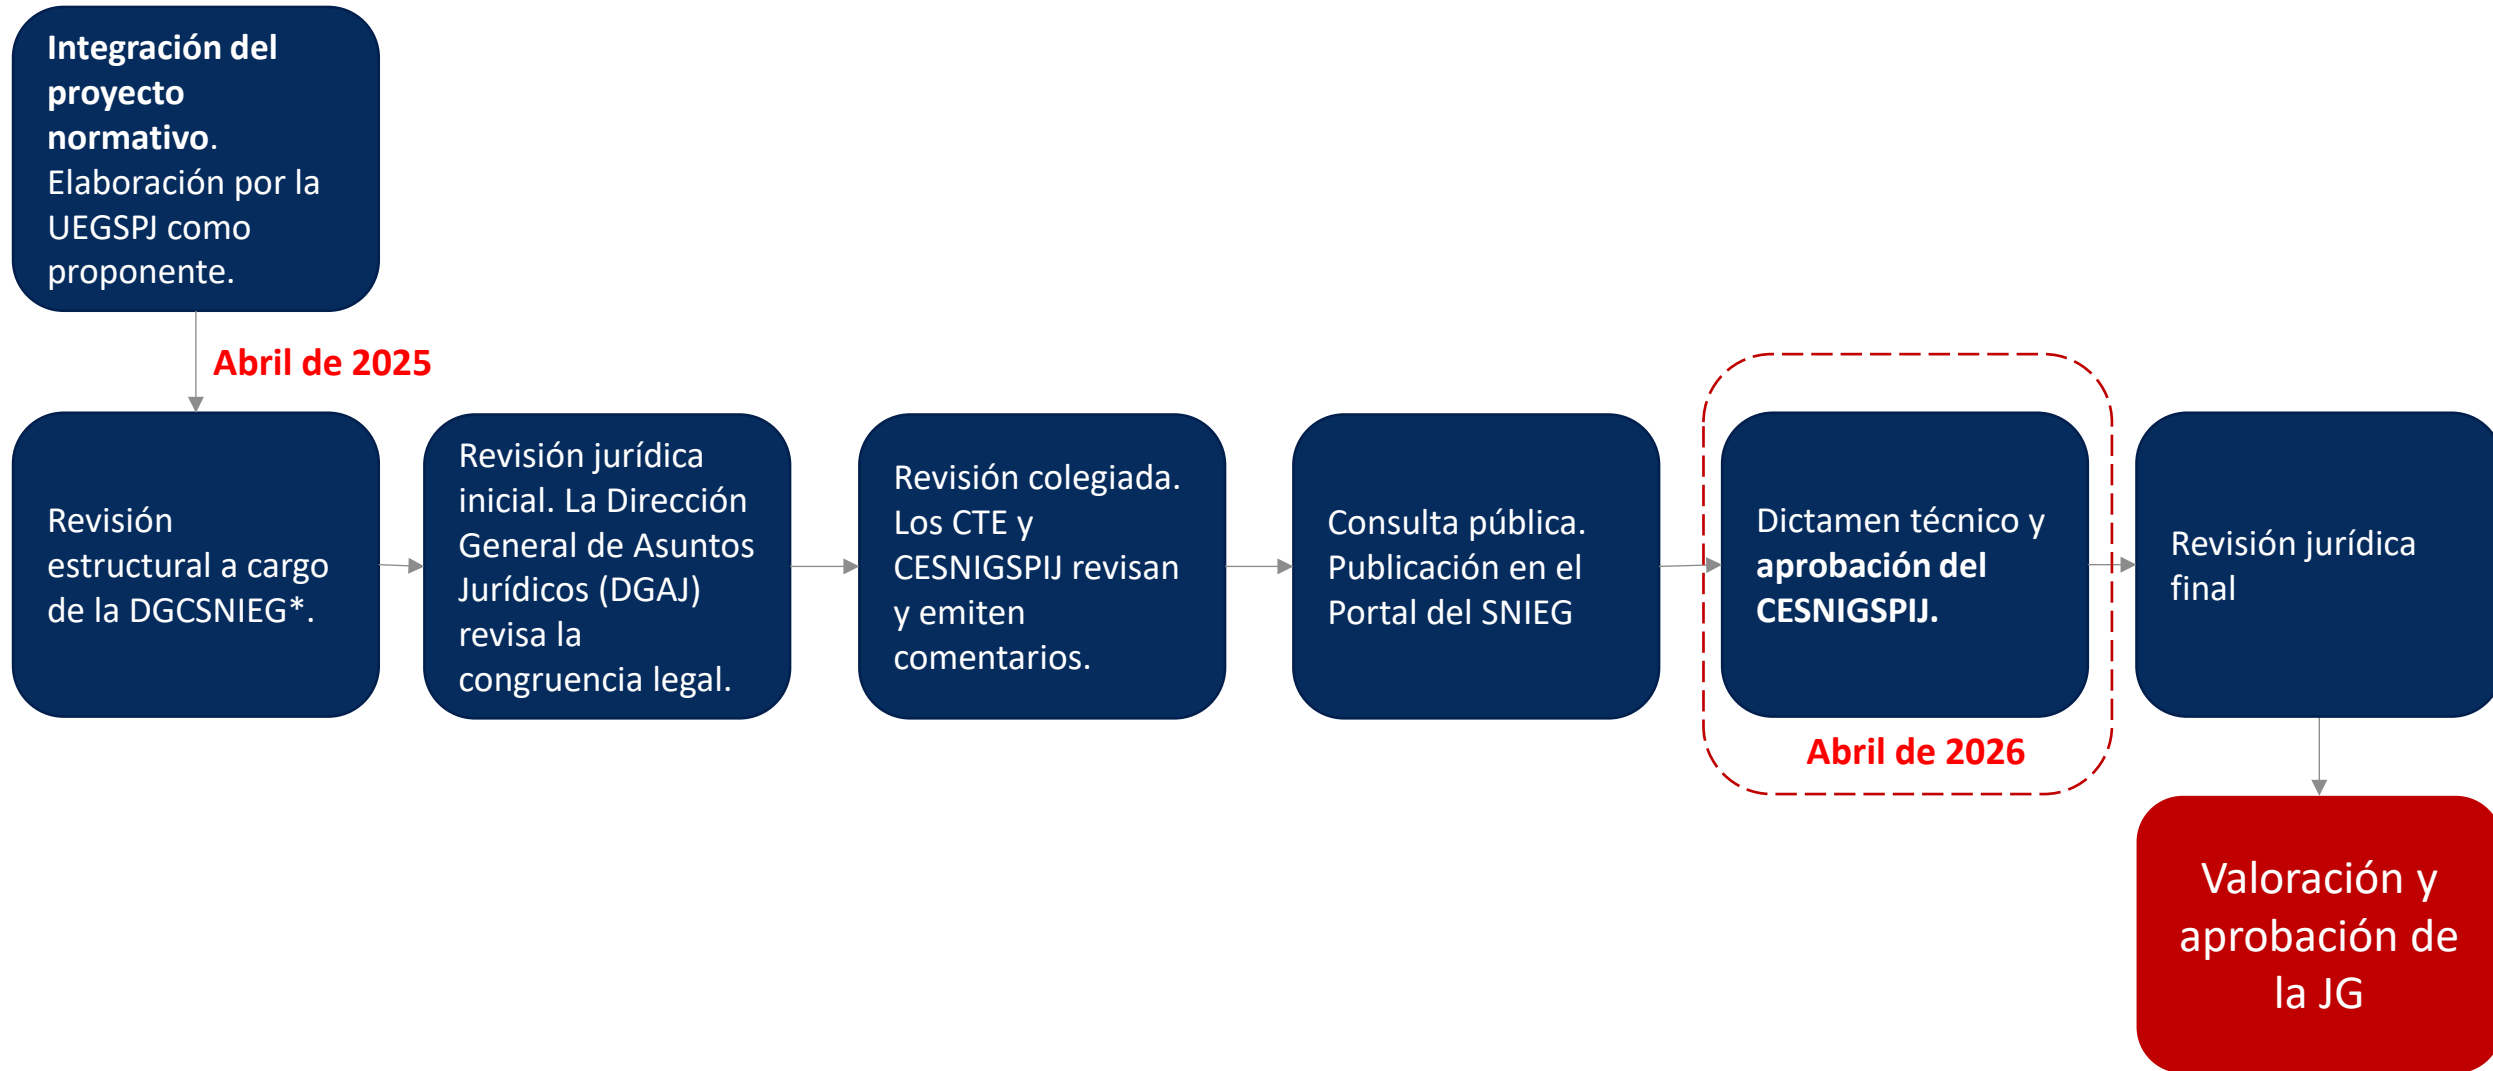 Integración del
proyecto
normativo.
Elaboración por la
UEGSPJ como
proponente.
Abril de 2025
Revisión
estructural a cargo
de la DGCSNIEG*.
Revisión jurídica
inicial. La Dirección
General de Asuntos
Jurídicos (DGAJ)
revisa la
congruencia legal.
Revisión colegiada.
Los CTE y
CESNIGSPIJ revisan
y emiten
comentarios.
Consulta pública.
Publicación en el
Portal del SNIEG
Dictamen técnico y
aprobación del
CESNIGSPIJ.
Abril de 2026
Revisión jurídica
final
Valoración y
aprobación de
la JG